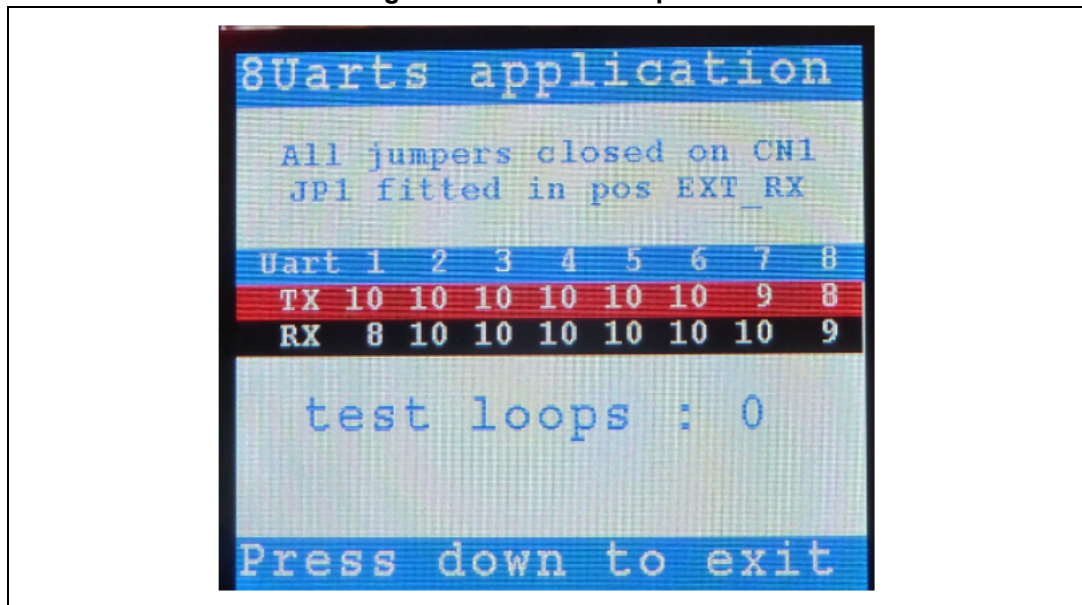 8Uarts application
All jumpers closed on CN1
JP1 fitted in pos EXT_RX
Uart 1 2 3 4 5 6 7 8
TX 10 10 10 10 10 10 9 8
RX 8 10 10 10 10 10 10 9
test loops : 0
Press down to exit